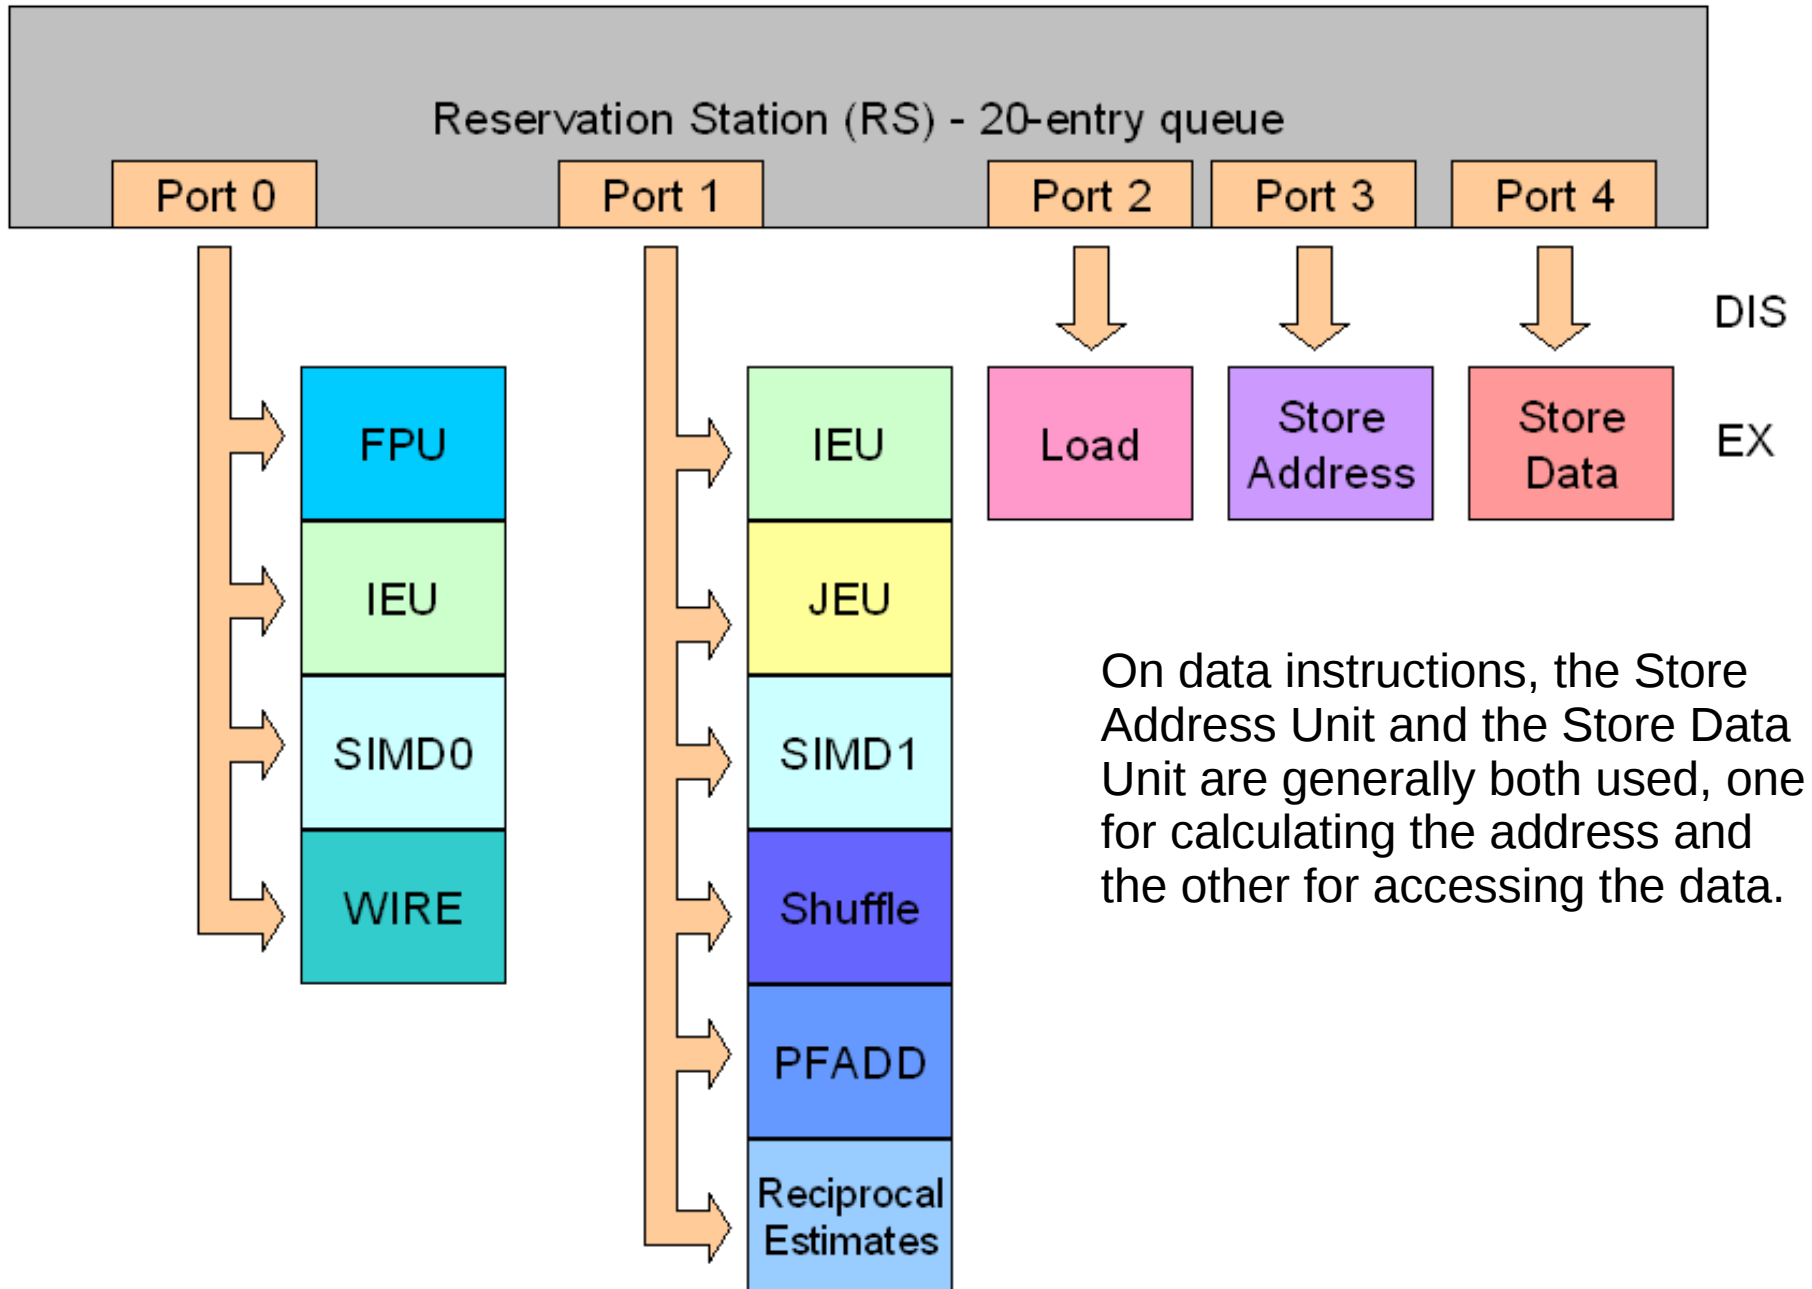 Reservation Station (RS) - 20-entry queue
Port 0
Port 1
Port 2
Port 3
Port 4
DIS
FPU
IEU
SIMD0
WIRE
IEU
JEU
SIMD1
Shuffle
PFADD
Reciprocal
Estimates
Load
Store
Address
Store
Data
EX
On data instructions, the Store
Address Unit and the Store Data
Unit are generally both used, one
for calculating the address and
the other for accessing the data.